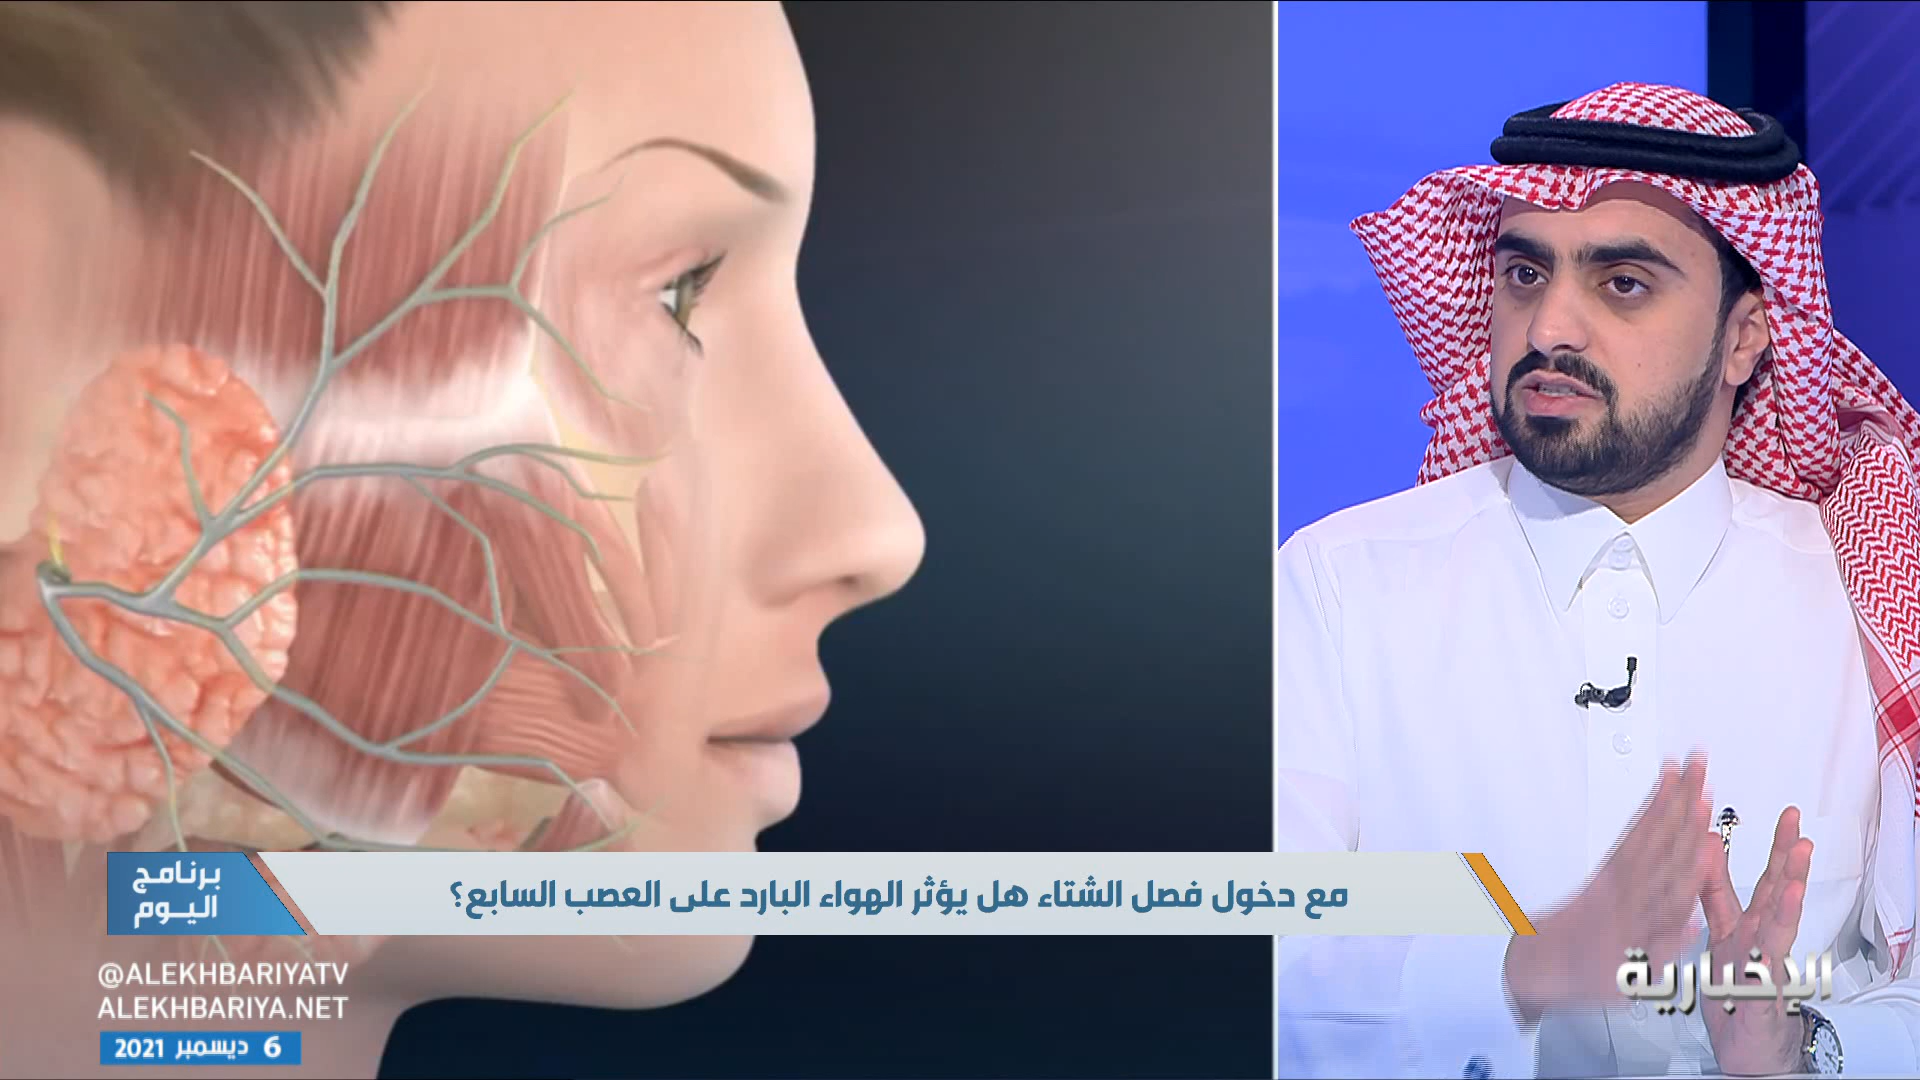 برنامج
اليوم
مع دخول فصل الشتاء هل يؤثر الهواء البارد على العصب السابع؟
@ALEKHBARIYATV
ALEKHBARIYA.NET
6 ديسمبر 2021
الإخبارية